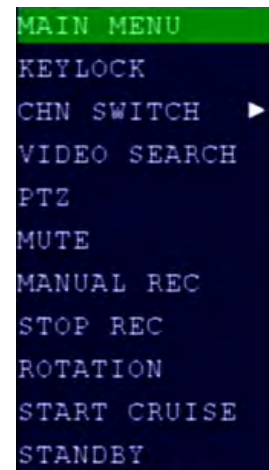 MAIN MENU
KEYLOCK
CHN SWITCH
VIDEO SEARCH
PTZ
MUTE
MANUAL REC
STOP REC
ROTATION
START CRUISE
STANDBY